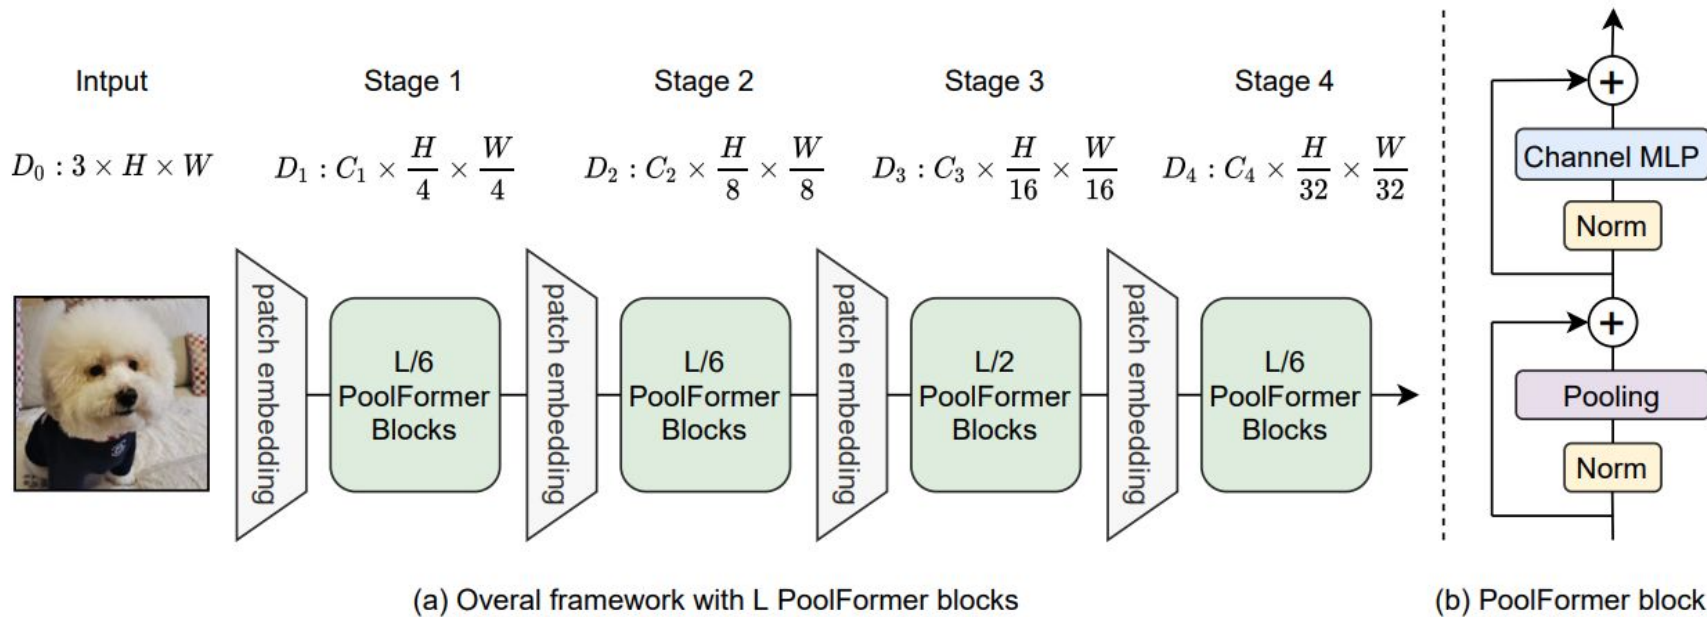 Intput Stage 1 Stage 2 Stage 3 Stage 4
D₀ : 3 × H × W D₁ : C₁ × H/4 × W/4 D₂ : C₂ × H/8 × W/8 D₃ : C₃ × H/16 × W/16 D₄ : C₄ × H/32 × W/32
patch embedding
L/6
PoolFormer
Blocks
patch embedding
L/6
PoolFormer
Blocks
patch embedding
L/2
PoolFormer
Blocks
patch embedding
L/6
PoolFormer
Blocks
(a) Overal framework with L PoolFormer blocks
+
Channel MLP
Norm
+
Pooling
Norm
(b) PoolFormer block